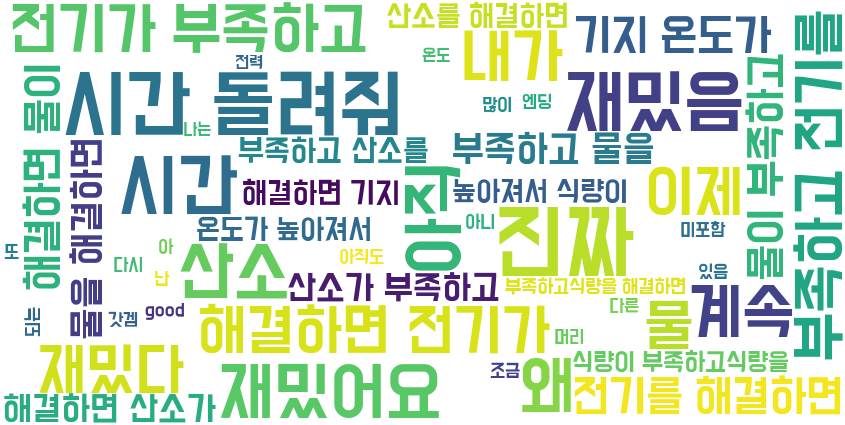 전기가 부족하고
산소를 해결하면
내가
기지 온도가
전력
온도
시간 돌려줘
재밌음
많이
엔딩
나는
부족하고 산소를
부족하고 물을
해결하면 물이
물을 해결하면
시간
해결하면 기지
아직
높아져서 식량이
이제
물이 부족하고
부족하고 전기를
온도가 높아져서
아니
진짜
미포함
또
다시
아
난
산소
아직도
산소가 부족하고
부족하고식량을 해결하면
있음
되는
갓겜
good
해결하면 전기가
머리
다른
물
계속
재밌다
재밌어요
조금
왜
식량이 부족하고식량을
해결하면 산소가
전기를 해결하면